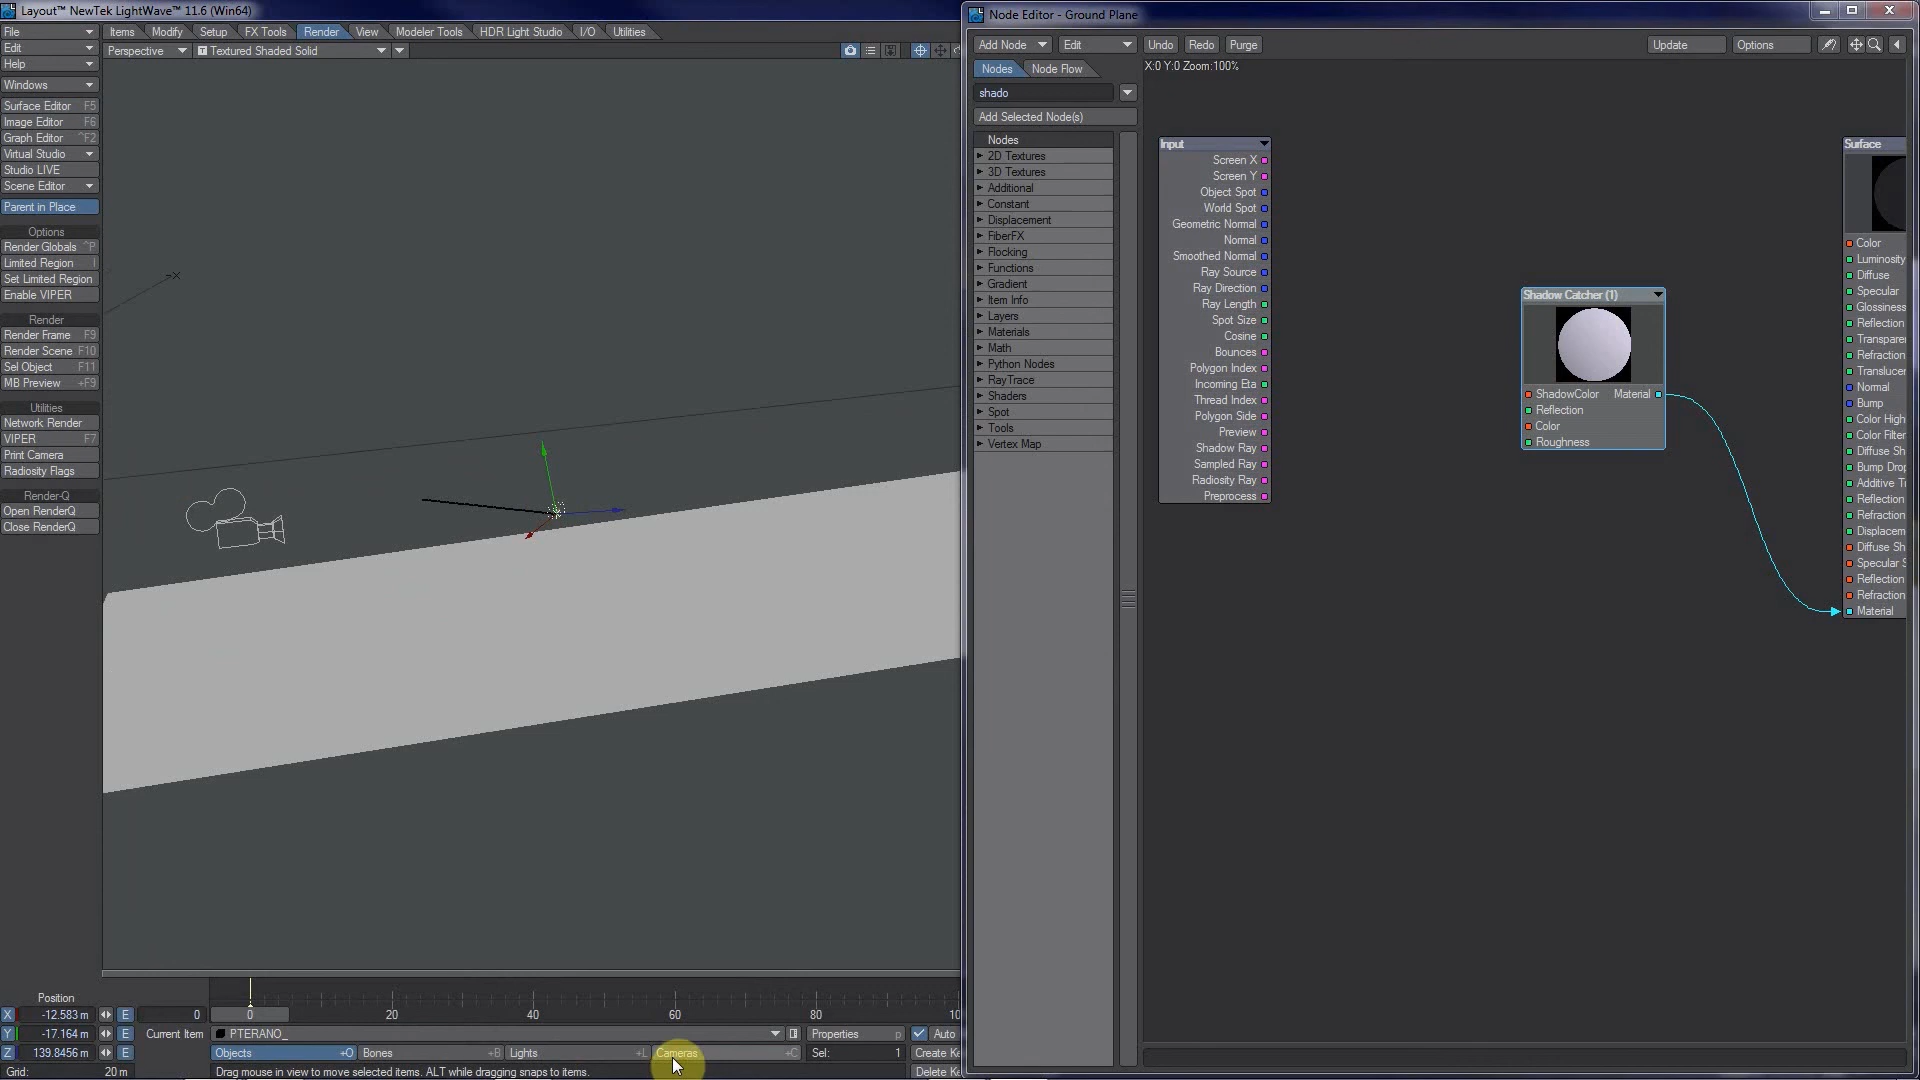 Layout™ NewTek LightWave™ 11.6 (Win64)
File
Items
Modify
Setup
FX Tools
Render
View
Modeler Tools
HDR Light Studio
I/O
Utilities
Edit
Perspective
Textured Shaded Solid
Help
Windows
Surface Editor F5
Image Editor F6
Graph Editor ^F2
Virtual Studio
Studio LIVE
Scene Editor
Parent in Place
Options
Render Globals ^P
Limited Region l
Set Limited Region
Enable VIPER
Render
Render Frame F9
Render Scene F10
Sel Object F11
MB Preview +F9
Utilities
Network Render
VIPER F7
Print Camera
Radiosity Flags
Render-Q
Open RenderQ
Close RenderQ
-X
Position
X -12.583 m E
Y -17.164 m E
Z 139.8456 m E
Grid: 20 m
0
0 20 40 60 80
Current Item PTERANO_ Properties p Auto
Objects +O Bones +B Lights +L Cameras +C Sel: 1 Create Ke
Drag mouse in view to move selected items. ALT while dragging snaps to items. Delete Ke
Node Editor - Ground Plane
Add Node Edit Undo Redo Purge Update Options
Nodes Node Flow
X:0 Y:0 Zoom:100%
shado
Add Selected Node(s)
Nodes
2D Textures
3D Textures
Additional
Constant
Displacement
FiberFX
Flocking
Functions
Gradient
Item Info
Layers
Materials
Math
Python Nodes
RayTrace
Shaders
Spot
Tools
Vertex Map
Input
Screen X
Screen Y
Object Spot
World Spot
Geometric Normal
Normal
Smoothed Normal
Ray Source
Ray Direction
Ray Length
Spot Size
Cosine
Bounces
Polygon Index
Incoming Eta
Thread Index
Polygon Side
Preview
Shadow Ray
Sampled Ray
Radiosity Ray
Preprocess
Shadow Catcher (1)
ShadowColor Material
Reflection
Color
Roughness
Surface
Color
Luminosity
Diffuse
Specular
Glossiness
Reflection
Transpare
Refraction
Translucer
Normal
Bump
Color High
Color Filter
Diffuse Sh
Bump Drop
Additive Tr
Reflection
Refraction
Displacem
Diffuse Sh
Specular S
Reflection
Refraction
Material